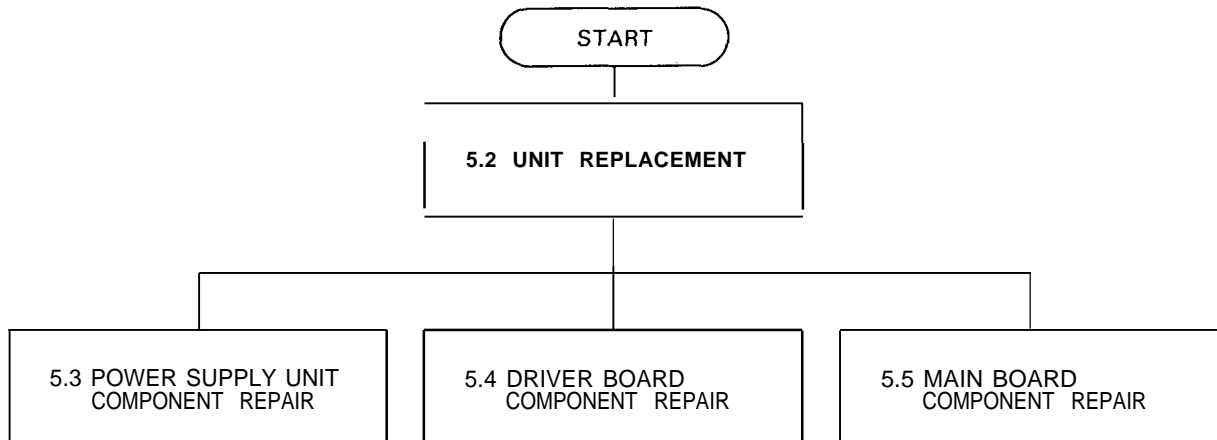 START
5.2 UNIT REPLACEMENT
5.3 POWER SUPPLY UNIT
COMPONENT REPAIR
5.4 DRIVER BOARD
COMPONENT REPAIR
5.5 MAIN BOARD
COMPONENT REPAIR